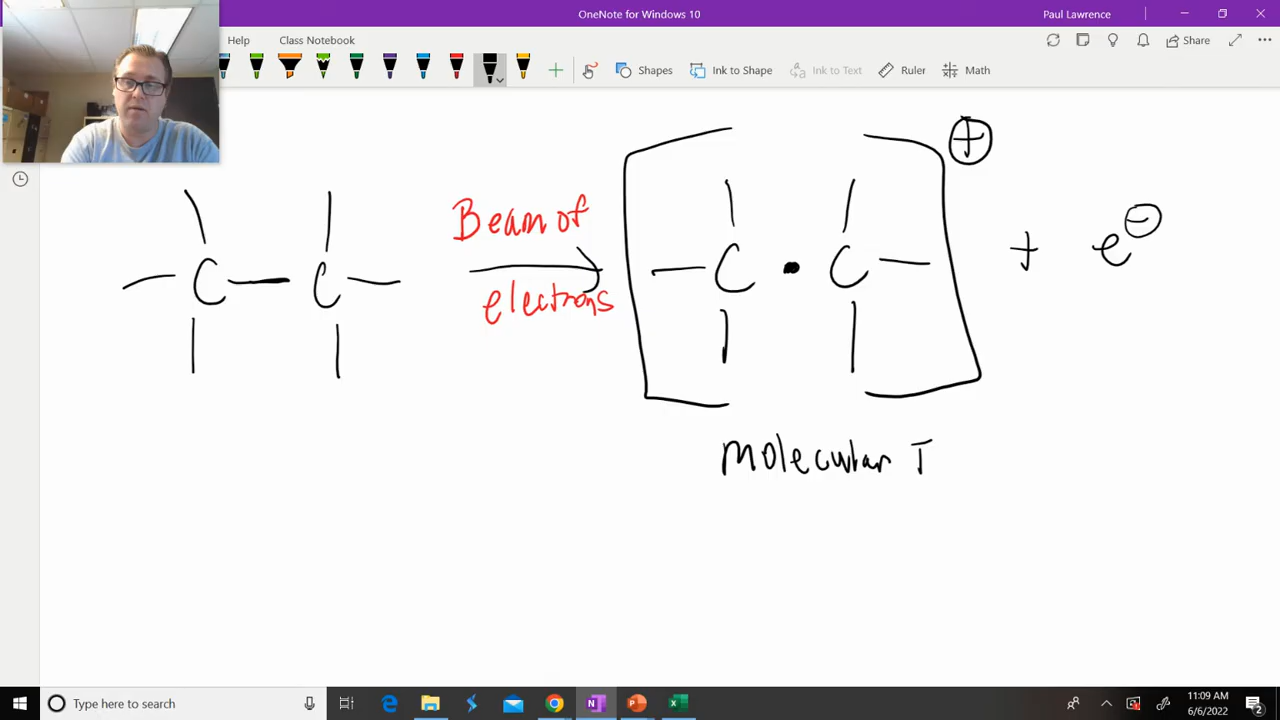 OneNote for Windows 10
Paul Lawrence
Help Class Notebook
Share
Shapes Ink to Shape Ink to Text Ruler Math
C — C
Beam of
electrons
C • C
+
+ e −
molecular I
Type here to search
11:09 AM
6/6/2022
2